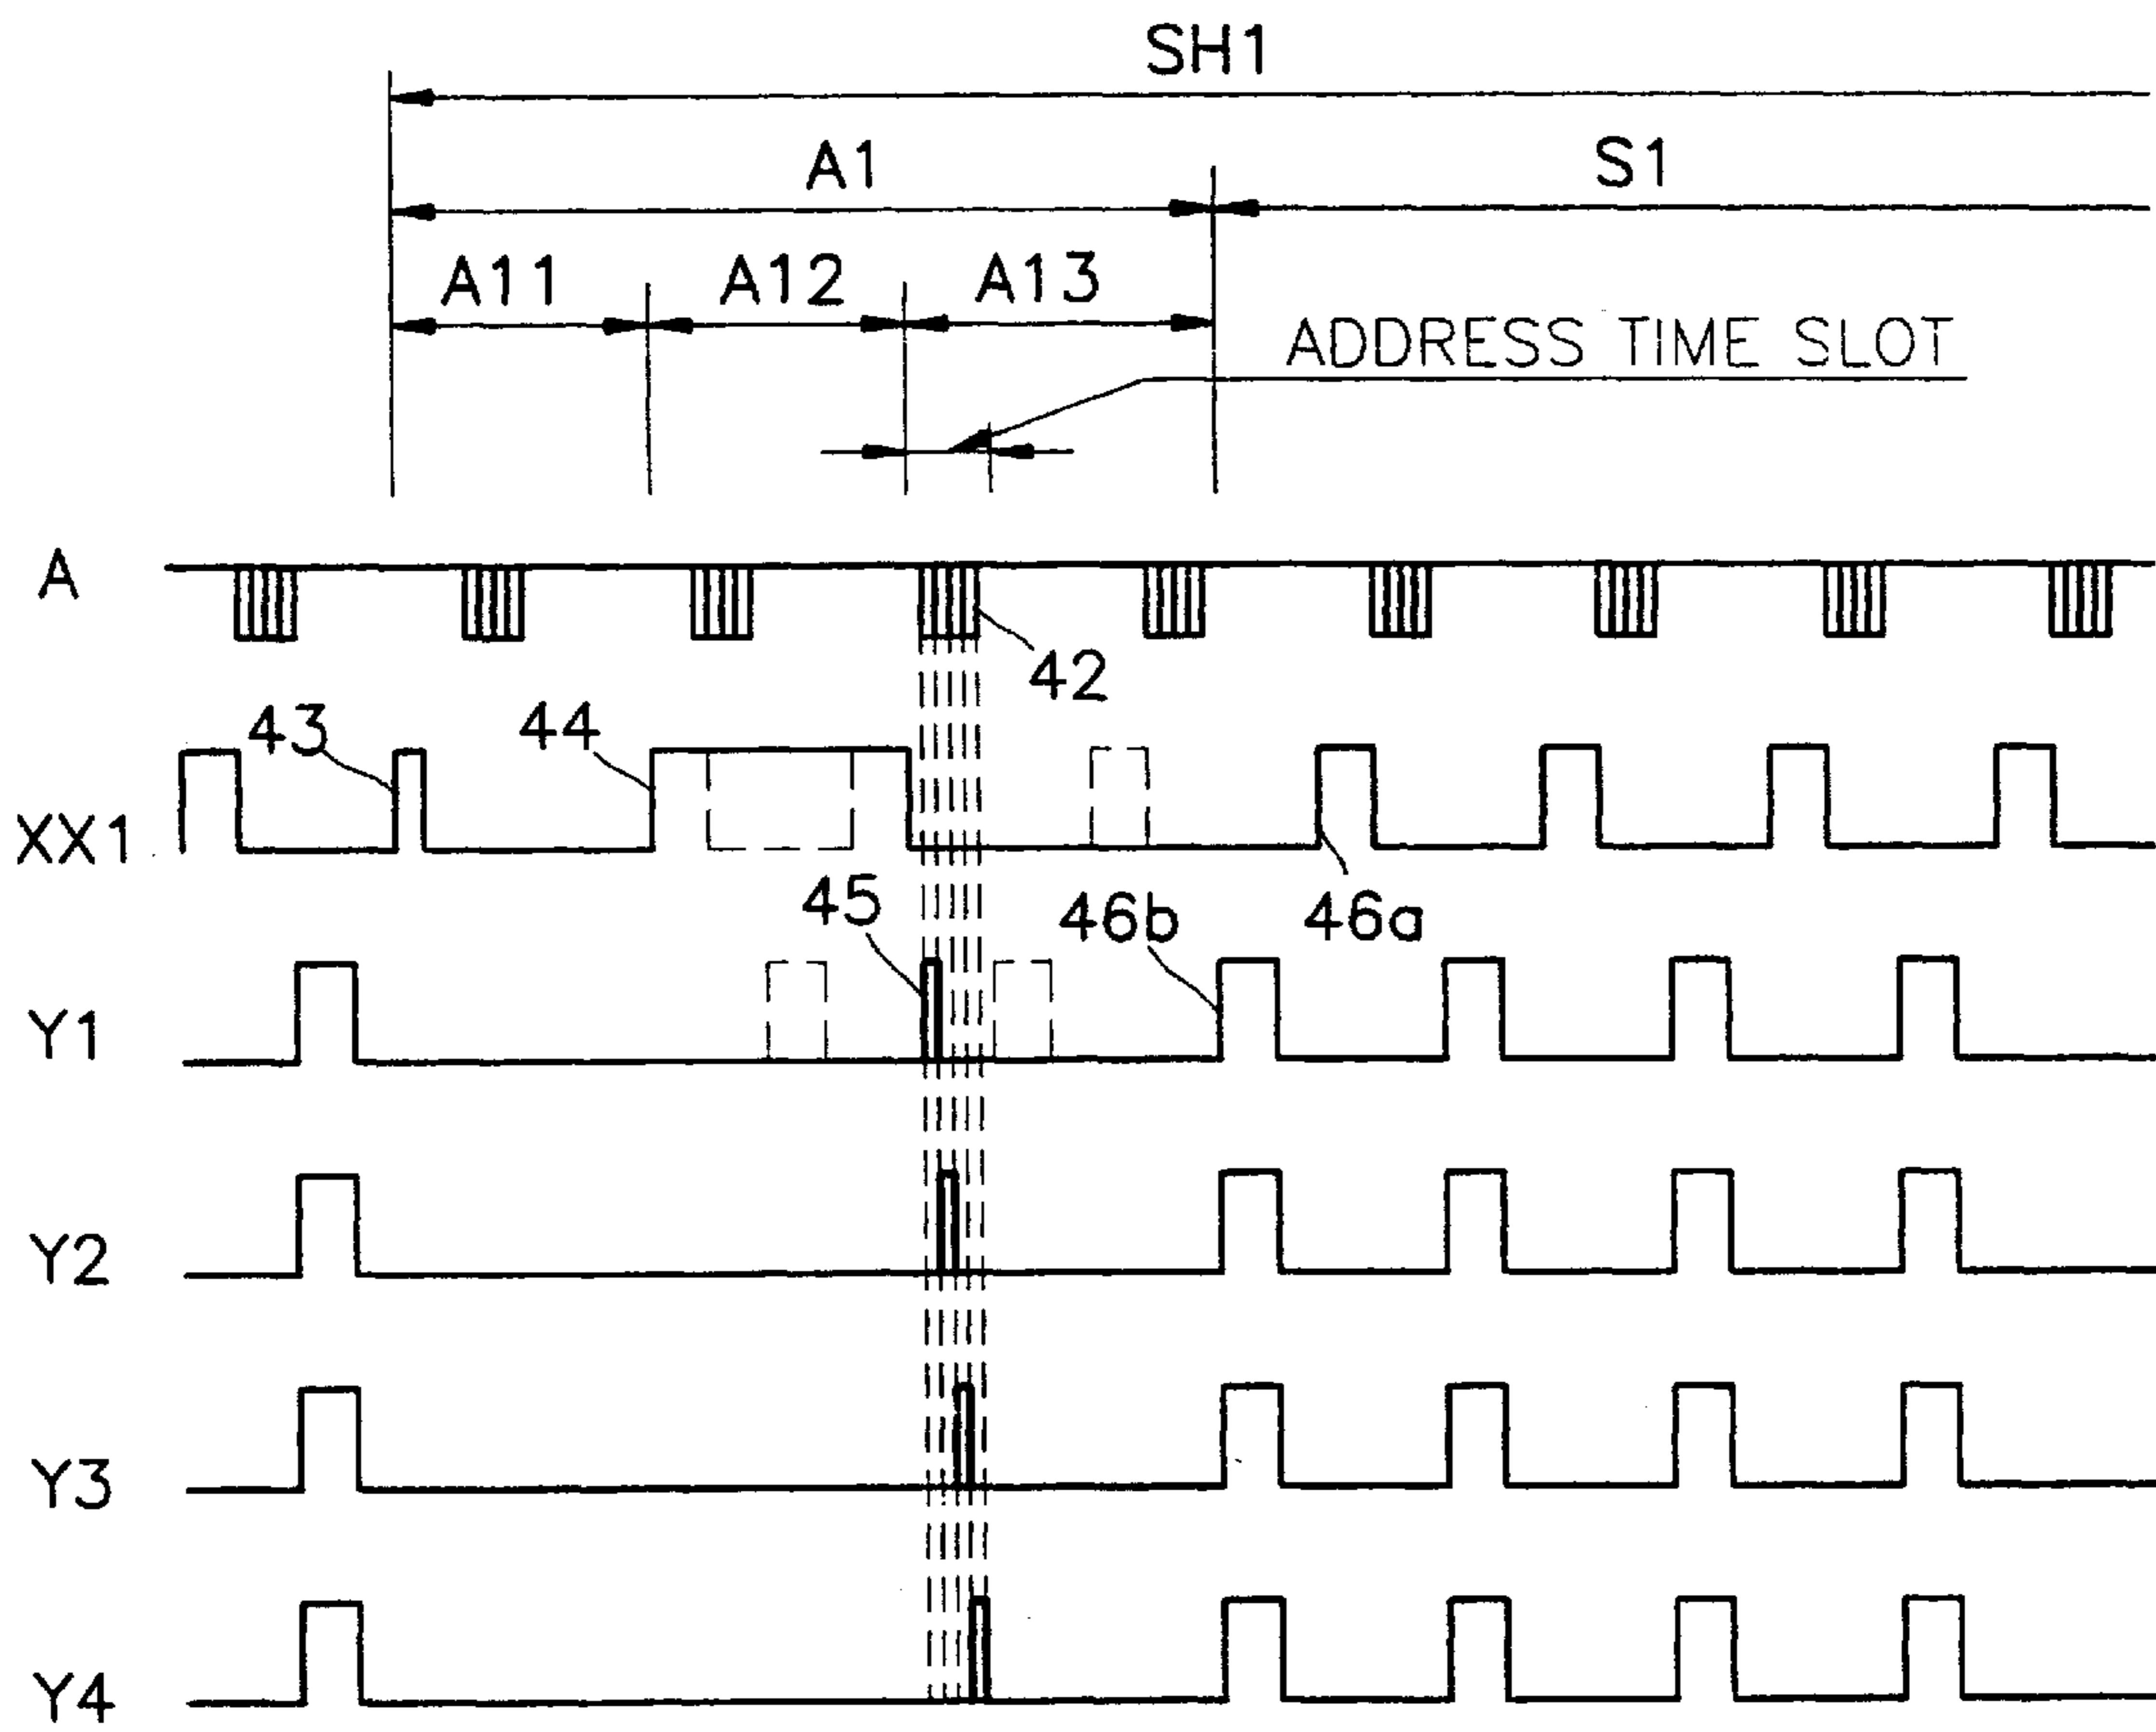 SH1
A1 S1
A11 A12 A13
ADDRESS TIME SLOT
A
42
43 44
XX1
45 46b 46a
Y1
Y2
Y3
Y4